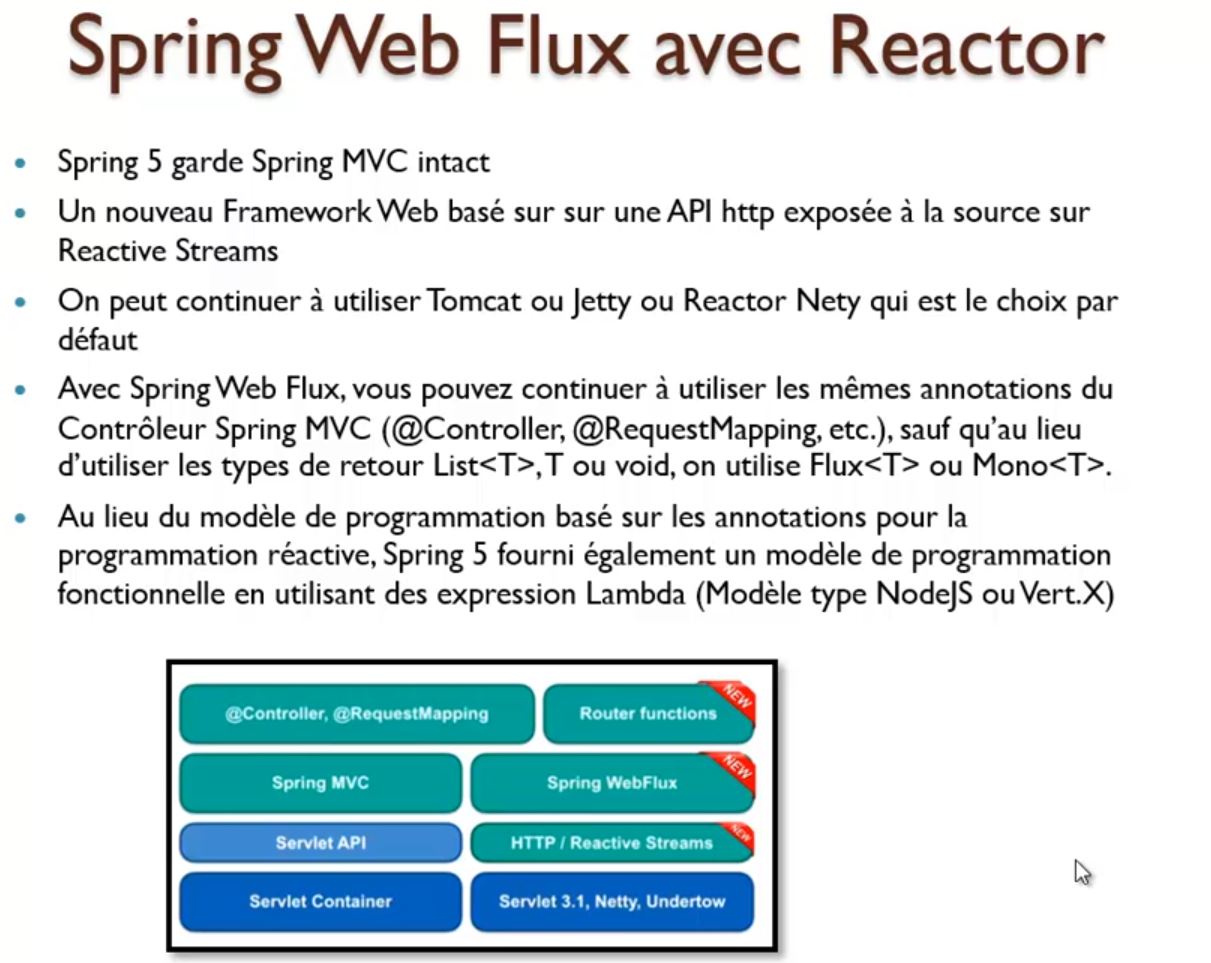 Spring Web Flux avec Reactor
• Spring 5 garde Spring MVC intact
• Un nouveau Framework Web basé sur sur une API http exposée à la source sur
Reactive Streams
• On peut continuer à utiliser Tomcat ou Jetty ou Reactor Nety qui est le choix par
défaut
• Avec Spring Web Flux, vous pouvez continuer à utiliser les mêmes annotations du
Contrôleur Spring MVC (@Controller, @RequestMapping, etc.), sauf qu'au lieu
d'utiliser les types de retour List<T>, T ou void, on utilise Flux<T> ou Mono<T>.
• Au lieu du modèle de programmation basé sur les annotations pour la
programmation réactive, Spring 5 fourni également un modèle de programmation
fonctionnelle en utilisant des expression Lambda (Modèle type NodeJS ou Vert.X)
@Controller, @RequestMapping
Router functions
NEW
Spring MVC
Spring WebFlux
NEW
Servlet API
HTTP / Reactive Streams
NEW
Servlet Container
Servlet 3.1, Netty, Undertow